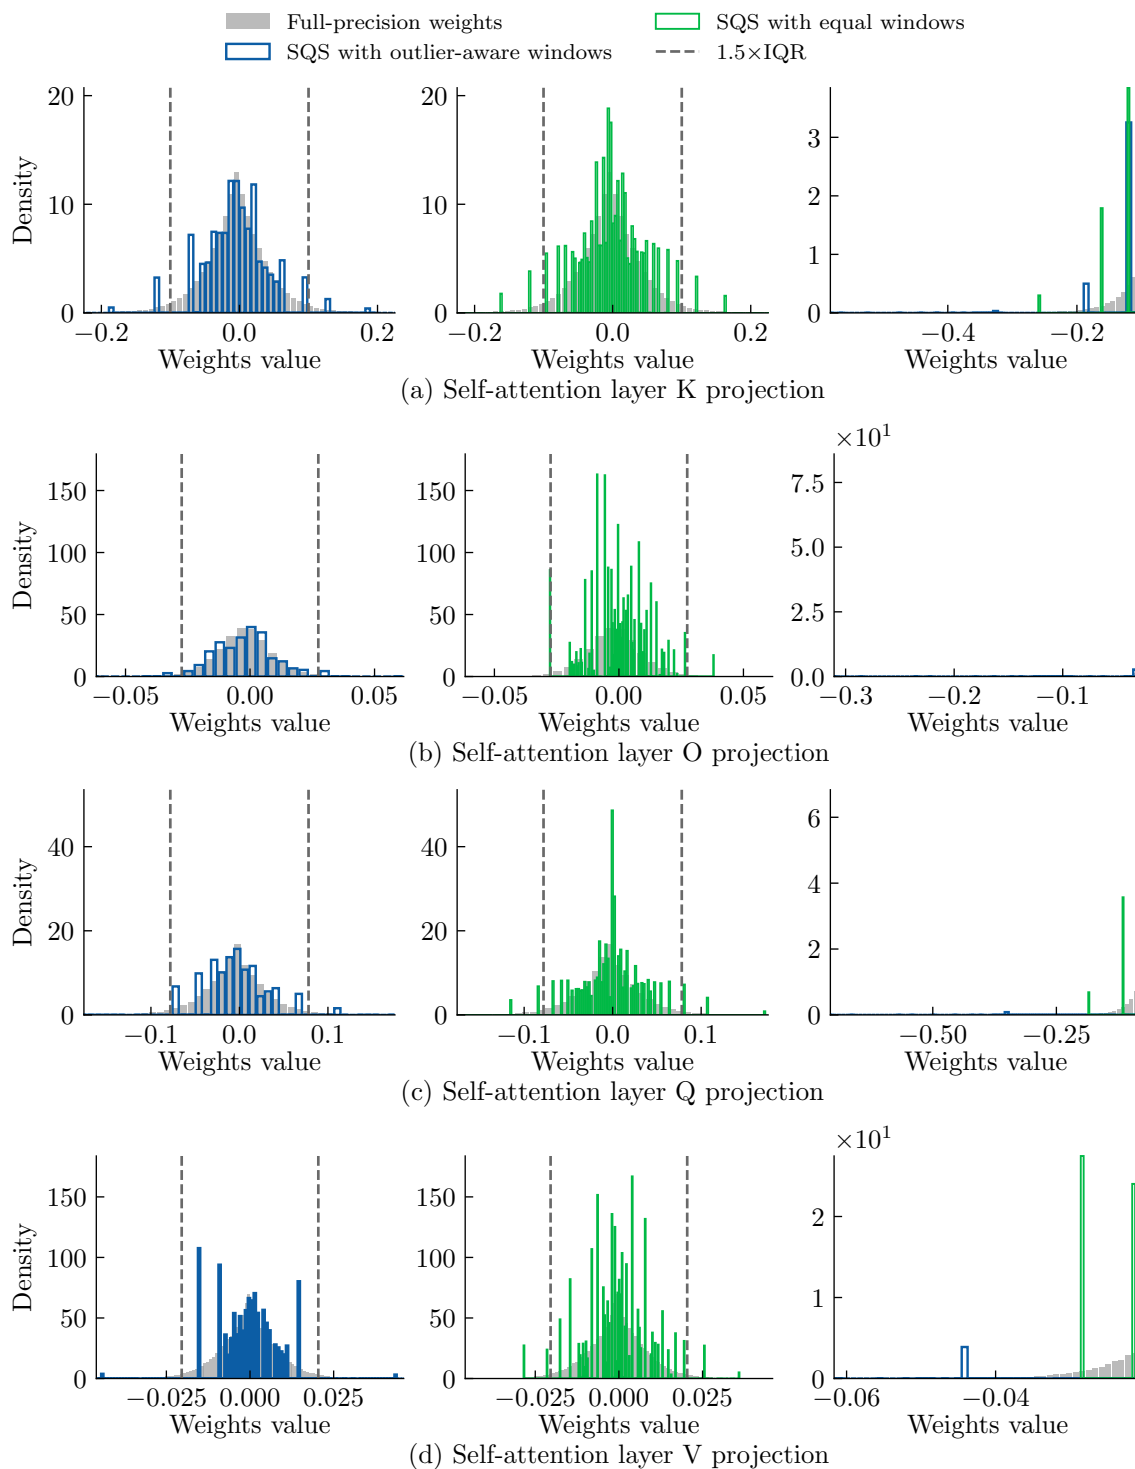 Full-precision weights
SQS with equal windows
SQS with outlier-aware windows
1.5×IQR
20
10
0
Density
−0.2 0.0 0.2
Weights value
20
10
0
−0.2 0.0 0.2
Weights value
3
2
1
0
−0.4 −0.2
Weights value
(a) Self-attention layer K projection
150
100
50
0
Density
−0.05 0.00 0.05
Weights value
150
100
50
0
−0.05 0.00 0.05
Weights value
×10¹
7.5
5.0
2.5
0.0
−0.3 −0.2 −0.1
Weights value
(b) Self-attention layer O projection
40
20
0
Density
−0.1 0.0 0.1
Weights value
40
20
0
−0.1 0.0 0.1
Weights value
6
4
2
0
−0.50 −0.25
Weights value
(c) Self-attention layer Q projection
150
100
50
0
Density
−0.025 0.000 0.025
Weights value
150
100
50
0
−0.025 0.000 0.025
Weights value
×10¹
2
1
0
−0.06 −0.04
Weights value
(d) Self-attention layer V projection